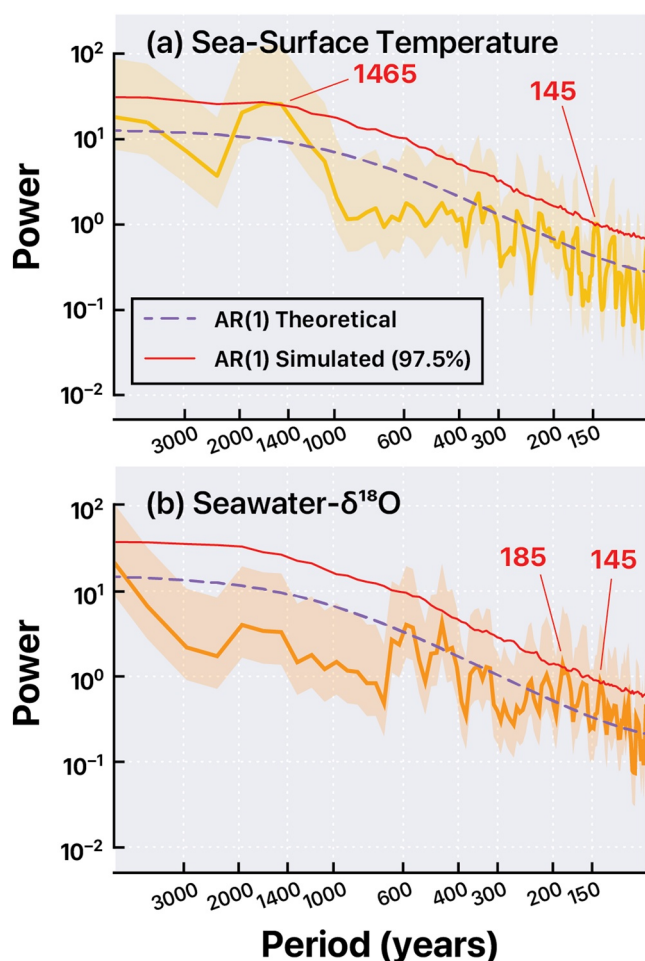 (a) Sea-Surface Temperature
10²
1465
145
10¹
10⁰
10⁻¹
10⁻²
Power
AR(1) Theoretical
AR(1) Simulated (97.5%)
3000 2000 1400 1000 600 400 300 200 150
(b) Seawater-δ¹⁸O
10²
185 145
10¹
10⁰
10⁻¹
10⁻²
Power
3000 2000 1400 1000 600 400 300 200 150
Period (years)